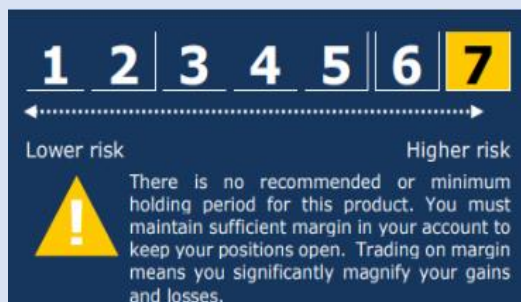 1 2 3 4 5 6 7
Lower risk Higher risk
There is no recommended or minimum
holding period for this product. You must
maintain sufficient margin in your account to
keep your positions open. Trading on margin
means you significantly magnify your gains
and losses.